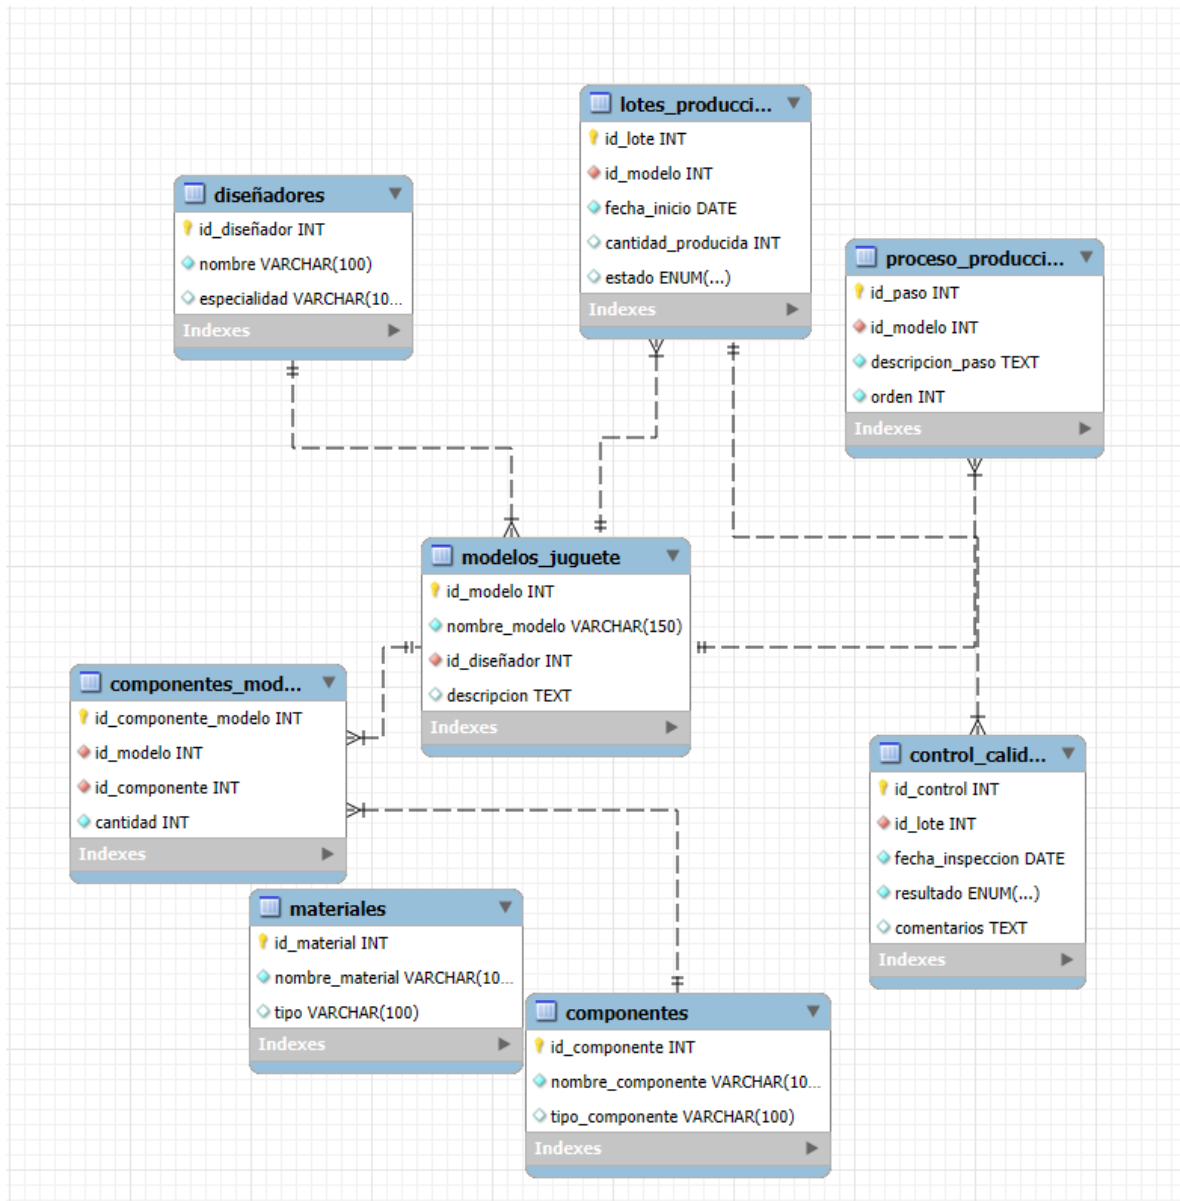 lotes_producci...
id_lote INT
id_modelo INT
fecha_inicio DATE
cantidad_producida INT
estado ENUM(...)
Indexes
diseñadores
id_diseñador INT
nombre VARCHAR(100)
especialidad VARCHAR(10...
Indexes
proceso_producci...
id_paso INT
id_modelo INT
descripcion_paso TEXT
orden INT
Indexes
modelos_juguete
id_modelo INT
nombre_modelo VARCHAR(150)
id_diseñador INT
descripcion TEXT
Indexes
componentes_mod...
id_componente_modelo INT
id_modelo INT
id_componente INT
cantidad INT
Indexes
control_calid...
id_control INT
id_lote INT
fecha_inspeccion DATE
resultado ENUM(...)
comentarios TEXT
Indexes
materiales
id_material INT
nombre_material VARCHAR(10...
tipo VARCHAR(100)
Indexes
componentes
id_componente INT
nombre_componente VARCHAR(10...
tipo_componente VARCHAR(100)
Indexes